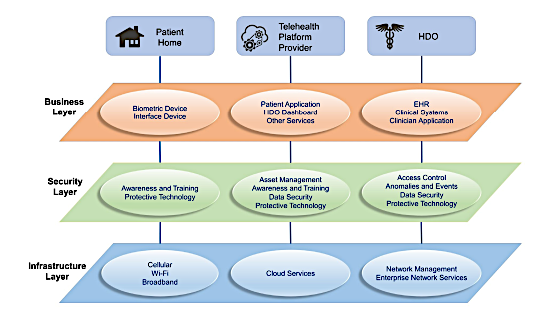 Patient
Home
Telehealth
Platform
Provider
HDO
Business
Layer
Biometric Device
Interface Device
Patient Application
HDO Dashboard
Other Services
EHR
Clinical Systems
Clinician Application
Security
Layer
Awareness and Training
Protective Technology
Asset Management
Awareness and Training
Data Security
Protective Technology
Access Control
Anomalies and Events
Data Security
Protective Technology
Infrastructure
Layer
Cellular
Wi-Fi
Broadband
Cloud Services
Network Management
Enterprise Network Services